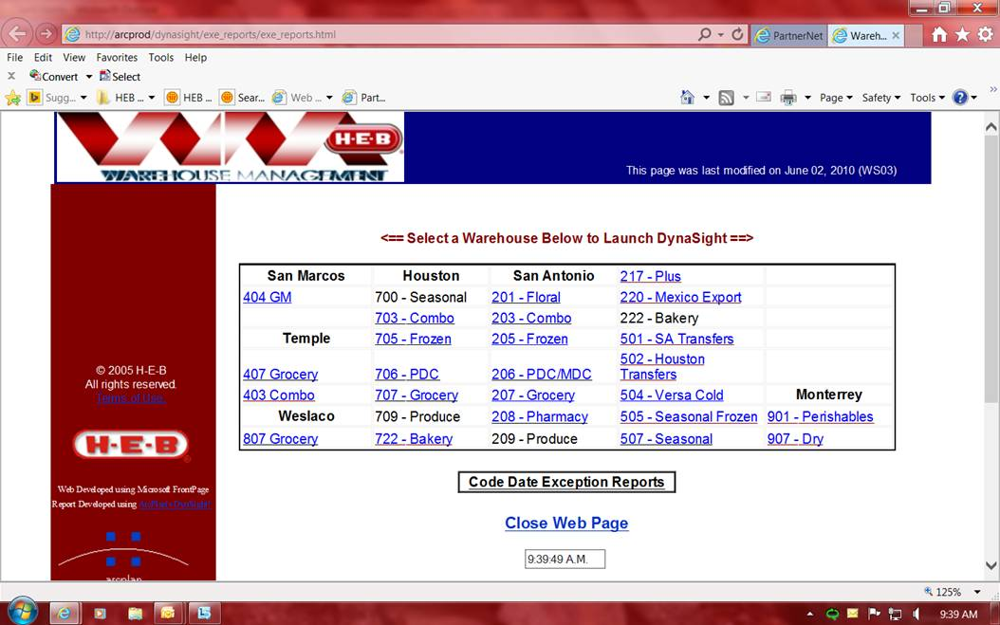 http://arcprod/dynasight/exe_reports/exe_reports.html
PartnerNet
Wareh...
File Edit View Favorites Tools Help
x Convert Select
Sugg... HEB ... HEB ... Sear... Web ... Part... Page Safety Tools
H-E-B
WAREHOUSE MANAGEMENT
This page was last modified on June 02, 2010 (WS03)
<== Select a Warehouse Below to Launch DynaSight ==>
San Marcos Houston San Antonio 217 - Plus
404 GM 700 - Seasonal 201 - Floral 220 - Mexico Export
703 - Combo 203 - Combo 222 - Bakery
Temple 705 - Frozen 205 - Frozen 501 - SA Transfers
502 - Houston
407 Grocery 706 - PDC 206 - PDC/MDC Transfers
403 Combo 707 - Grocery 207 - Grocery 504 - Versa Cold Monterrey
Weslaco 709 - Produce 208 - Pharmacy 505 - Seasonal Frozen 901 - Perishables
807 Grocery 722 - Bakery 209 - Produce 507 - Seasonal 907 - Dry
Code Date Exception Reports
Close Web Page
9:39:49 A.M.
© 2005 H-E-B
All rights reserved.
Terms of Use.
H-E-B
Web Developed using Microsoft FrontPage
Report Developed using ArcPlan's DynaSight!
arcplan
125%
9:39 AM